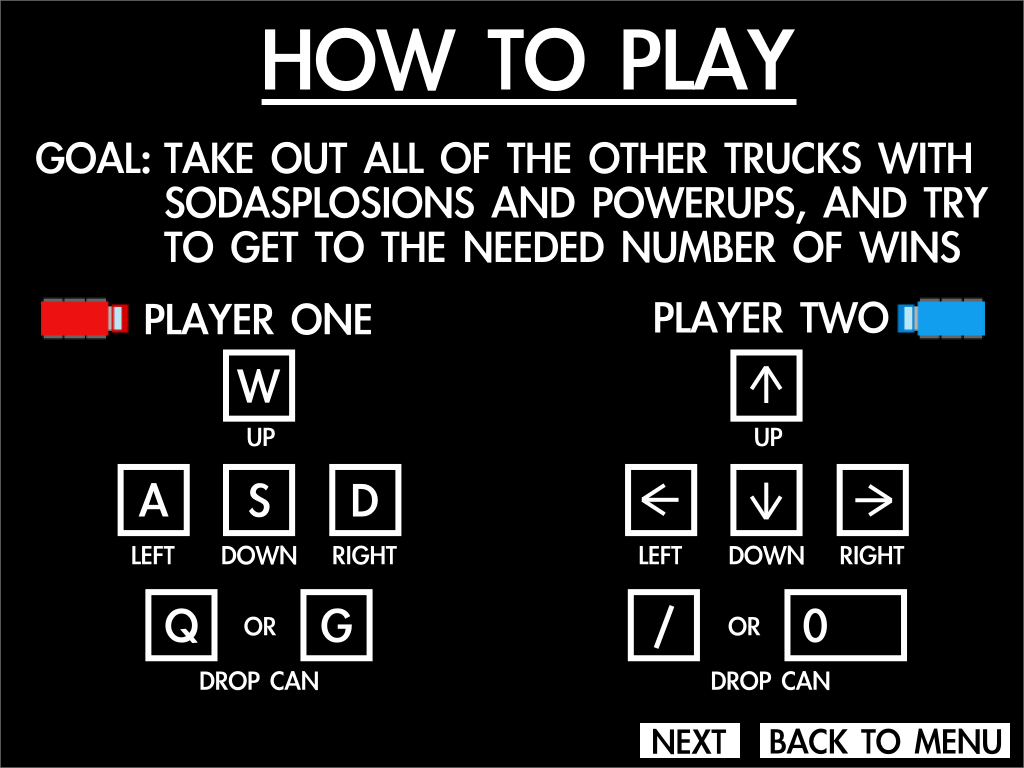 HOW TO PLAY
GOAL: TAKE OUT ALL OF THE OTHER TRUCKS WITH
SODASPLOSIONS AND POWERUPS, AND TRY
TO GET TO THE NEEDED NUMBER OF WINS
PLAYER ONE
W
UP
A S D
LEFT DOWN RIGHT
Q OR G
DROP CAN
PLAYER TWO
↑
UP
← ↓ →
LEFT DOWN RIGHT
/ OR 0
DROP CAN
NEXT BACK TO MENU